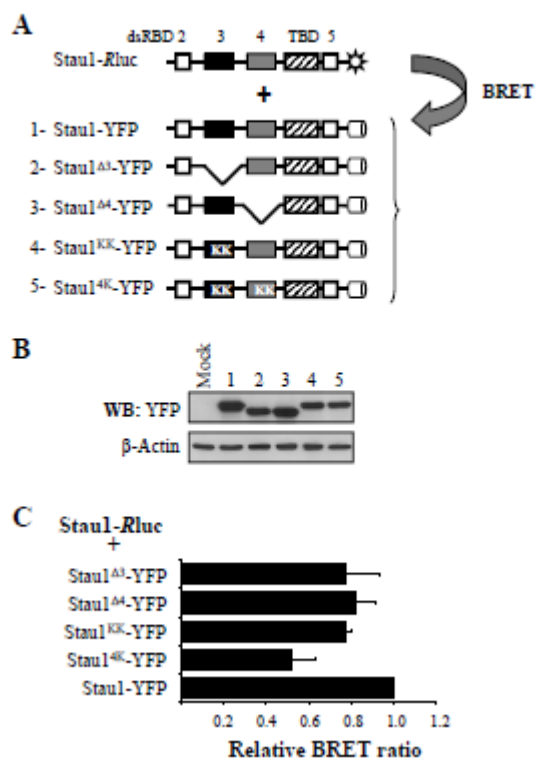 A
dsRBD 2 3 4 TBD 5
Stau1-Rluc
+
BRET
1- Stau1-YFP
2- Stau1Δ3-YFP
3- Stau1Δ4-YFP
4- Stau1KK-YFP
KK
5- Stau14K-YFP
KK KK
B
Mock 1 2 3 4 5
WB: YFP
β-Actin
C
Stau1-Rluc
+
Stau1Δ3-YFP
Stau1Δ4-YFP
Stau1KK-YFP
Stau14K-YFP
Stau1-YFP
0.2 0.4 0.6 0.8 1.0 1.2
Relative BRET ratio